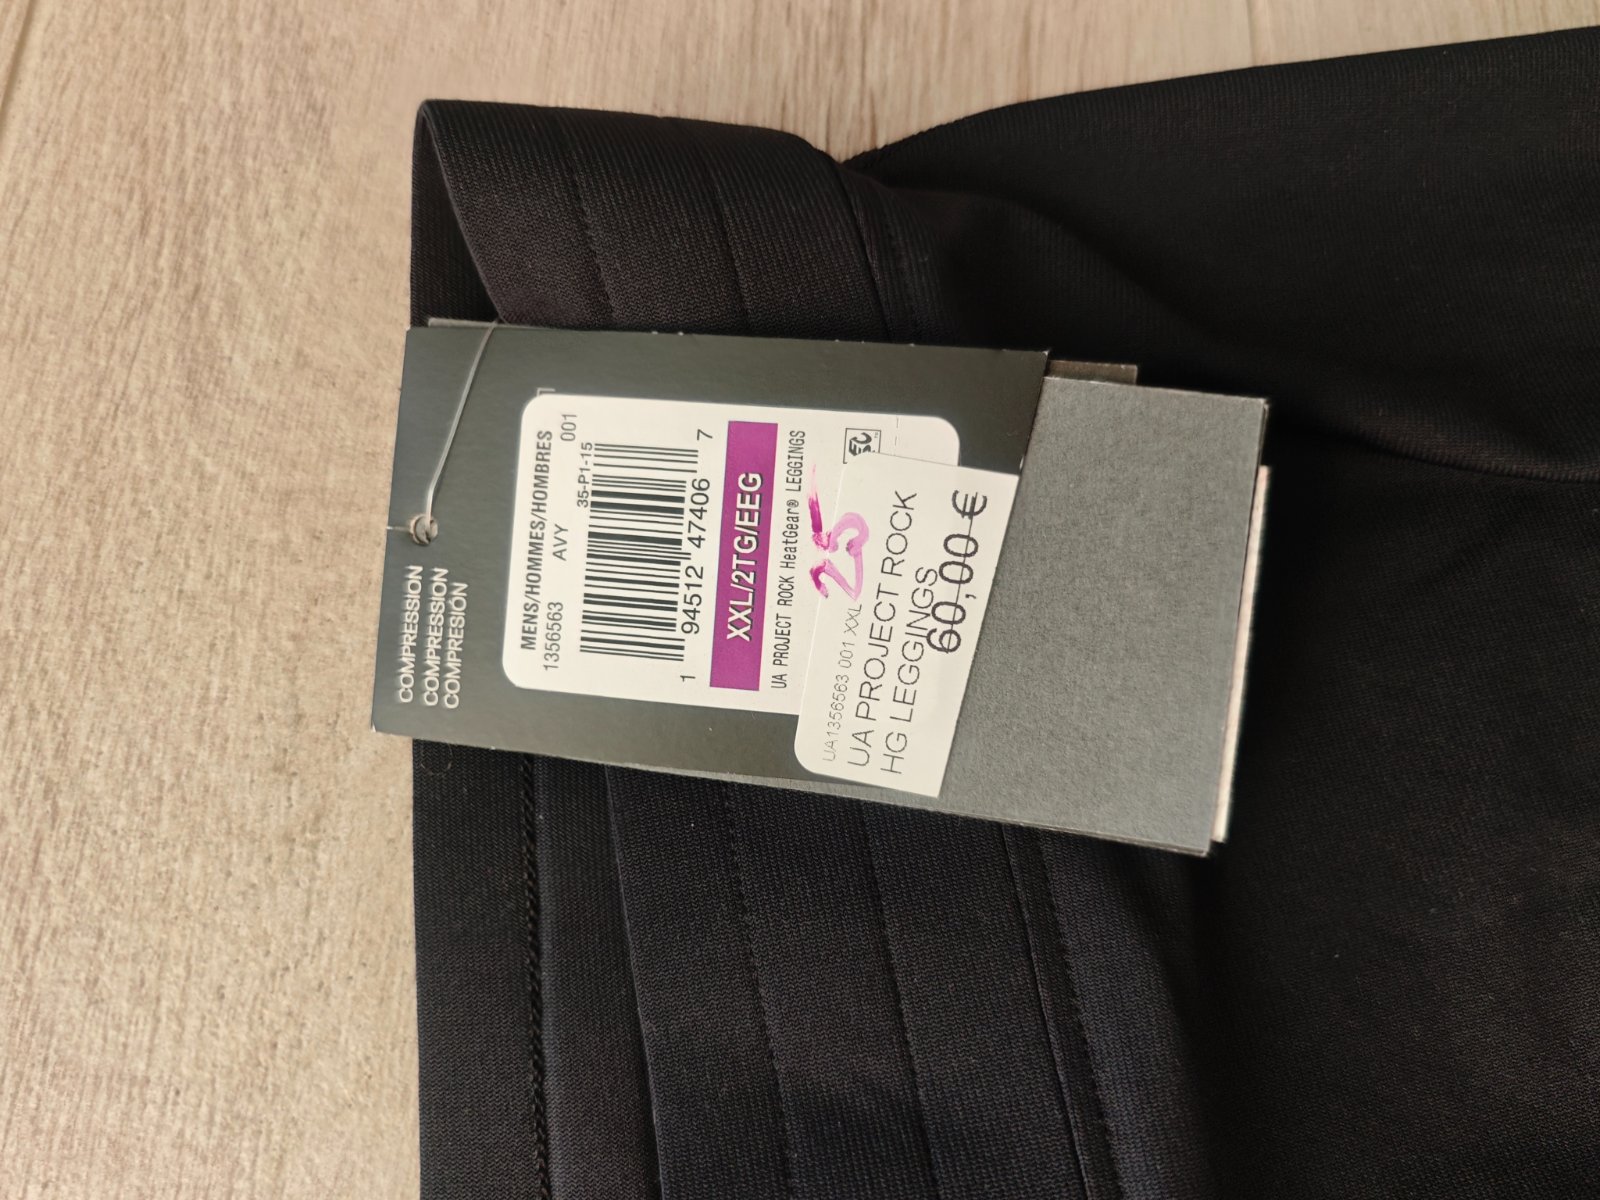 COMPRESSION
COMPRESSION
COMPRESIÓN
MENS/HOMMES/HOMBRES
1356563 AVY 001
35-P1-15
1 94512 47406 7
XXL/2TG/EEG
UA PROJECT ROCK HeatGear® LEGGINGS
25
UA1356563 001 XXL
UA PROJECT ROCK
HG LEGGINGS
60,00 €